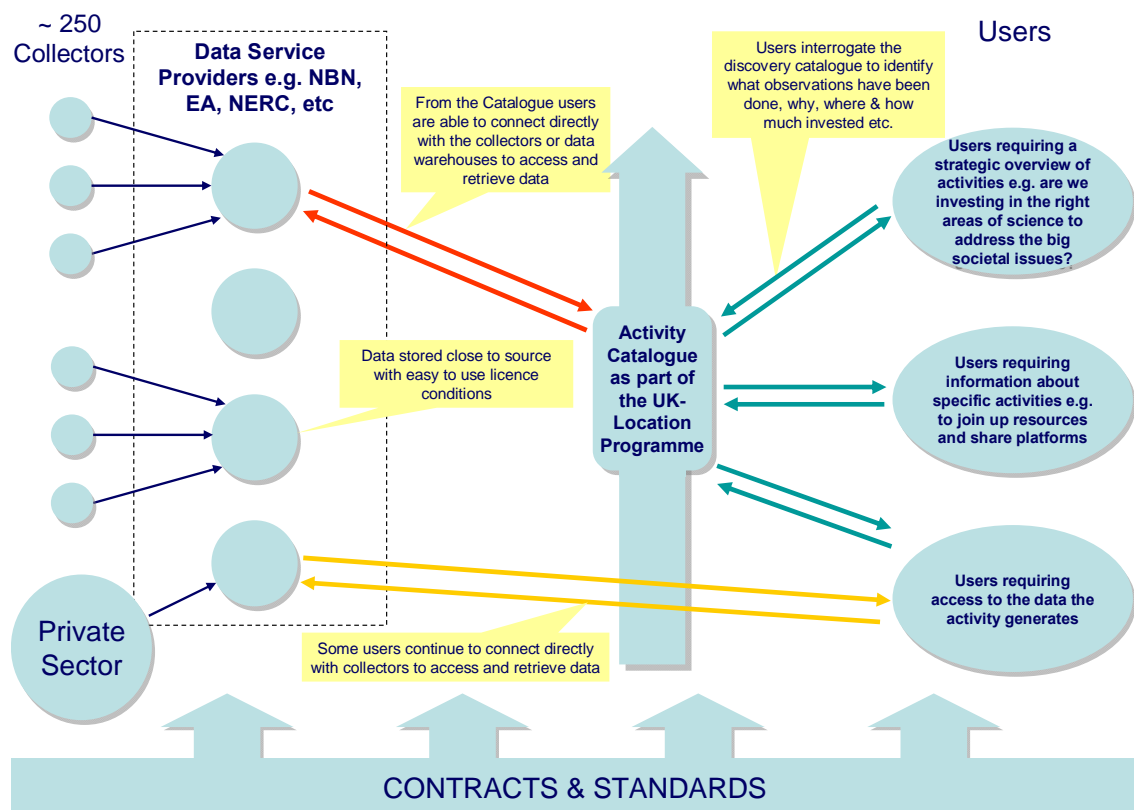 ~ 250
Collectors
Data Service
Providers e.g. NBN,
EA, NERC, etc
From the Catalogue users
are able to connect directly
with the collectors or data
warehouses to access and
retrieve data
Users interrogate the
discovery catalogue to identify
what observations have been
done, why, where & how
much invested etc.
Users
Users requiring a
strategic overview of
activities e.g. are we
investing in the right
areas of science to
address the big
societal issues?
Data stored close to source
with easy to use licence
conditions
Activity
Catalogue
as part of
the UK-
Location
Programme
Users requiring
information about
specific activities e.g.
to join up resources
and share platforms
Users requiring
access to the data the
activity generates
Private
Sector
Some users continue to connect directly
with collectors to access and retrieve data
CONTRACTS & STANDARDS